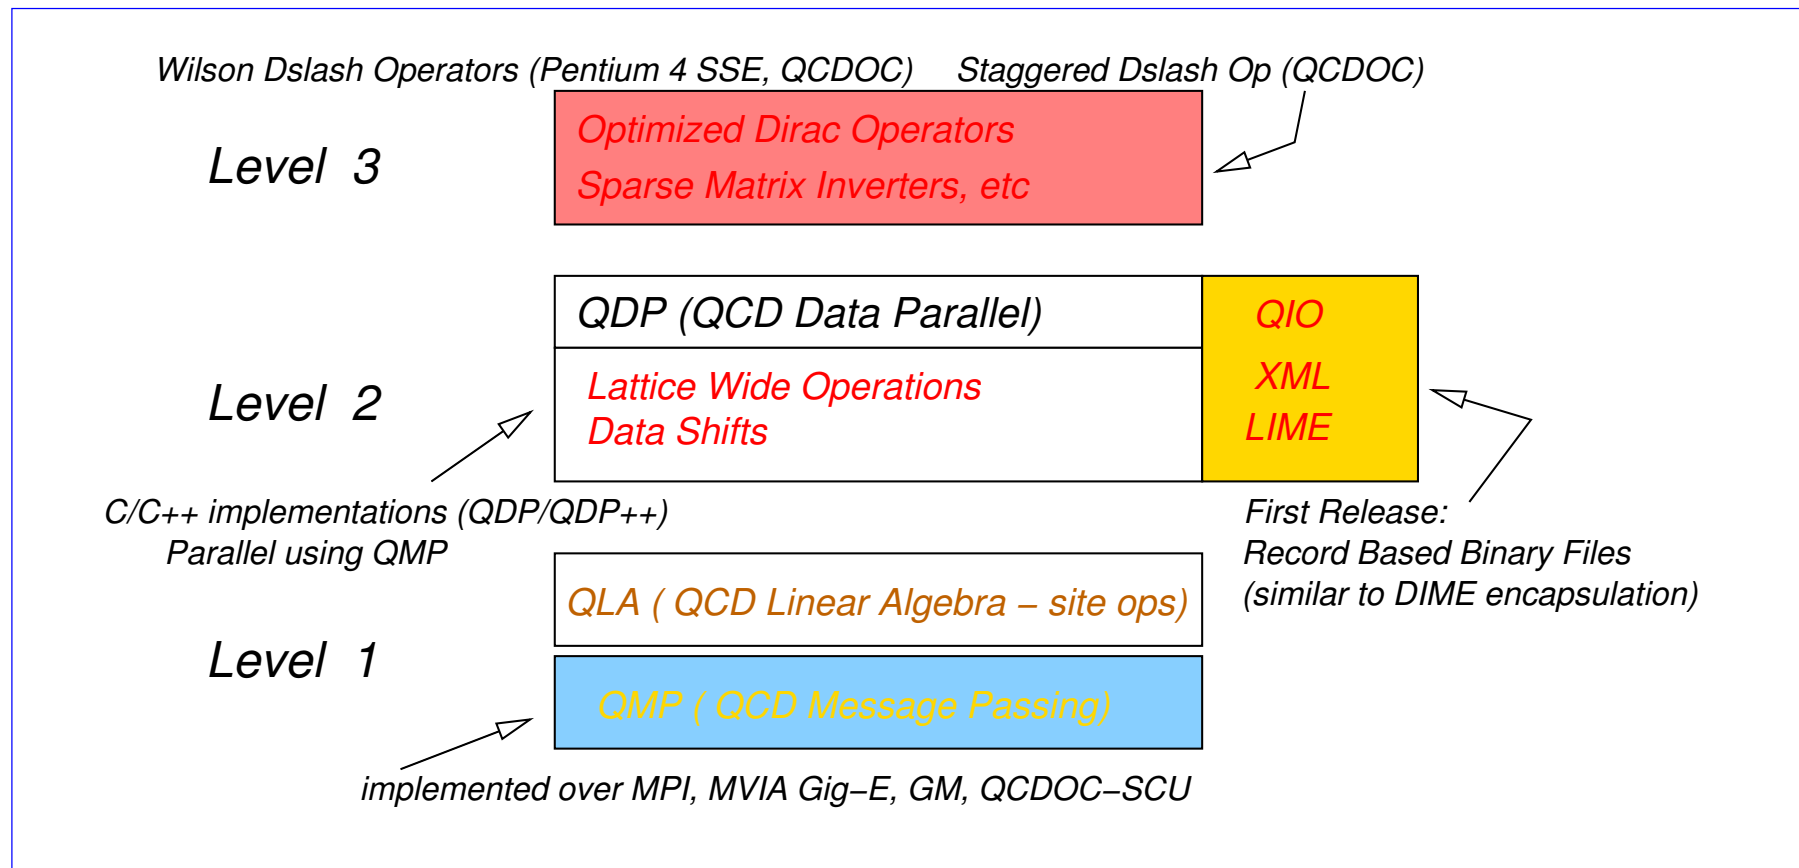 Wilson Dslash Operators (Pentium 4 SSE, QCDOC)
Staggered Dslash Op (QCDOC)
Level 3
Optimized Dirac Operators
Sparse Matrix Inverters, etc
Level 2
QDP (QCD Data Parallel)
Lattice Wide Operations
Data Shifts
QIO
XML
LIME
C/C++ implementations (QDP/QDP++)
Parallel using QMP
First Release:
Record Based Binary Files
(similar to DIME encapsulation)
Level 1
QLA ( QCD Linear Algebra – site ops)
QMP ( QCD Message Passing)
implemented over MPI, MVIA Gig–E, GM, QCDOC–SCU